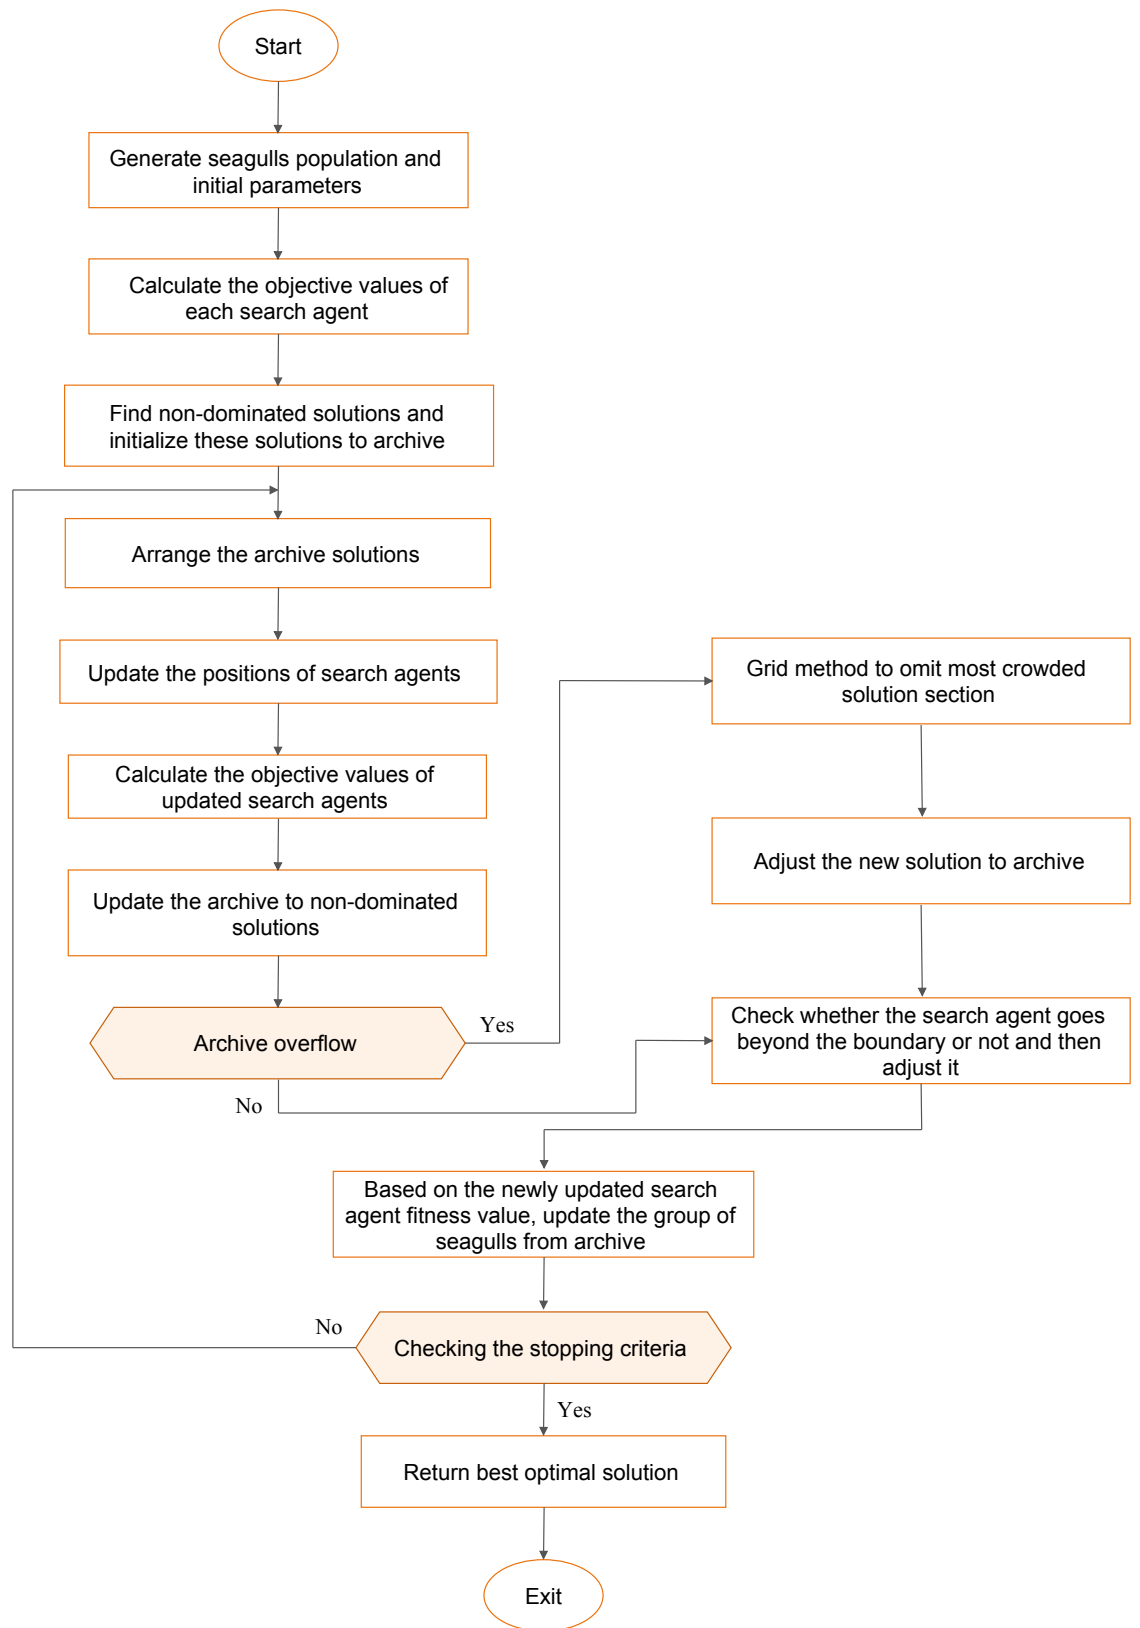 Start
Generate seagulls population and
initial parameters
Calculate the objective values of
each search agent
Find non-dominated solutions and
initialize these solutions to archive
Arrange the archive solutions
Update the positions of search agents
Calculate the objective values of
updated search agents
Update the archive to non-dominated
solutions
Archive overflow
Yes
No
Grid method to omit most crowded
solution section
Adjust the new solution to archive
Check whether the search agent goes
beyond the boundary or not and then
adjust it
Based on the newly updated search
agent fitness value, update the group of
seagulls from archive
Checking the stopping criteria
No
Yes
Return best optimal solution
Exit